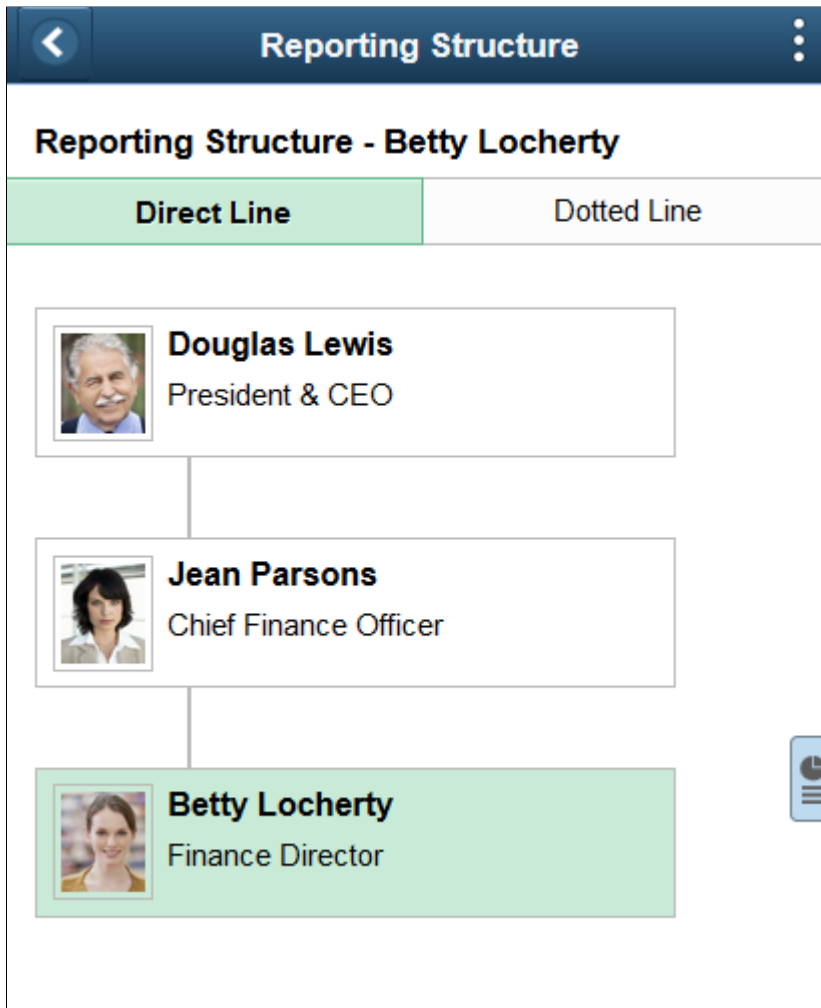 Reporting Structure
Reporting Structure - Betty Locherty
Direct Line
Dotted Line
Douglas Lewis
President & CEO
Jean Parsons
Chief Finance Officer
Betty Locherty
Finance Director